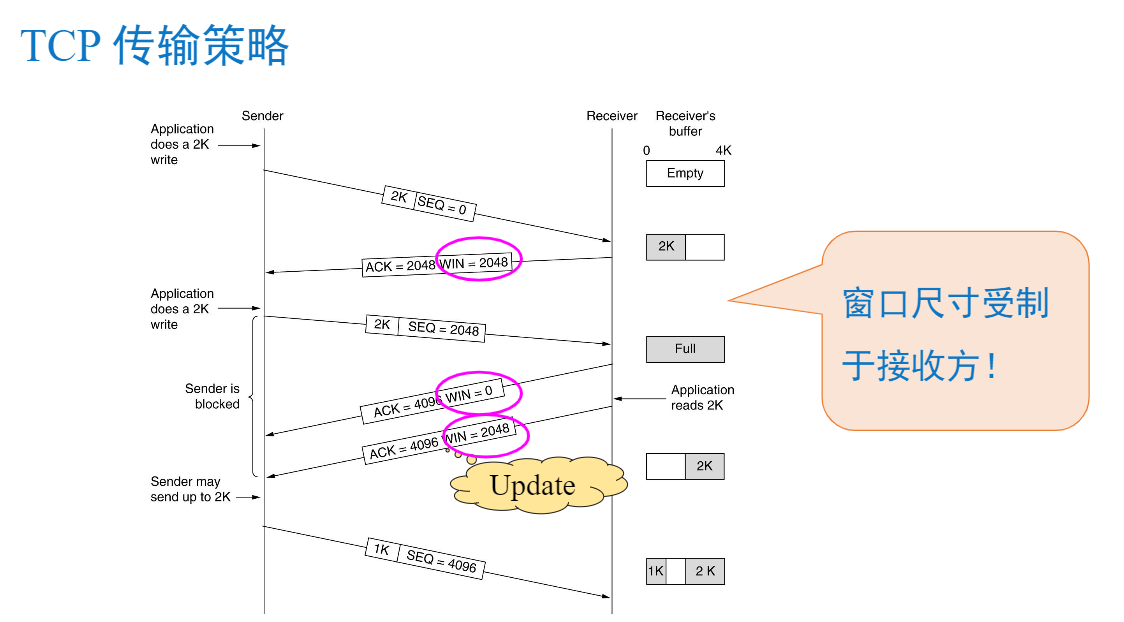 TCP 传输策略
Sender
Receiver
Receiver's
buffer
Application
does a 2K
write
0
4K
Empty
2K
SEQ = 0
2K
ACK = 2048
WIN = 2048
窗口尺寸受制
于接收方！
Application
does a 2K
write
2K
SEQ = 2048
Full
Sender is
blocked
ACK = 4096
WIN = 0
Application
reads 2K
ACK = 4096
WIN = 2048
2K
Update
Sender may
send up to 2K
1K
SEQ = 4096
1K
2 K